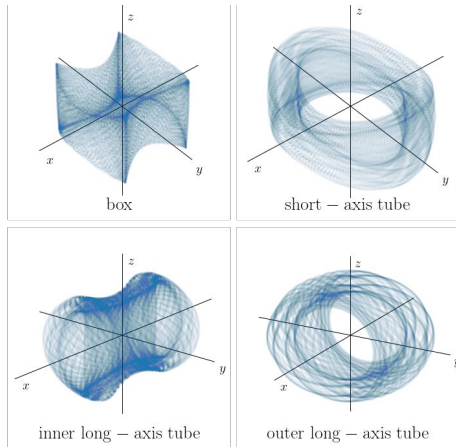 z
x
y
box
z
x
y
short – axis tube
z
x
y
inner long – axis tube
z
x
y
outer long – axis tube